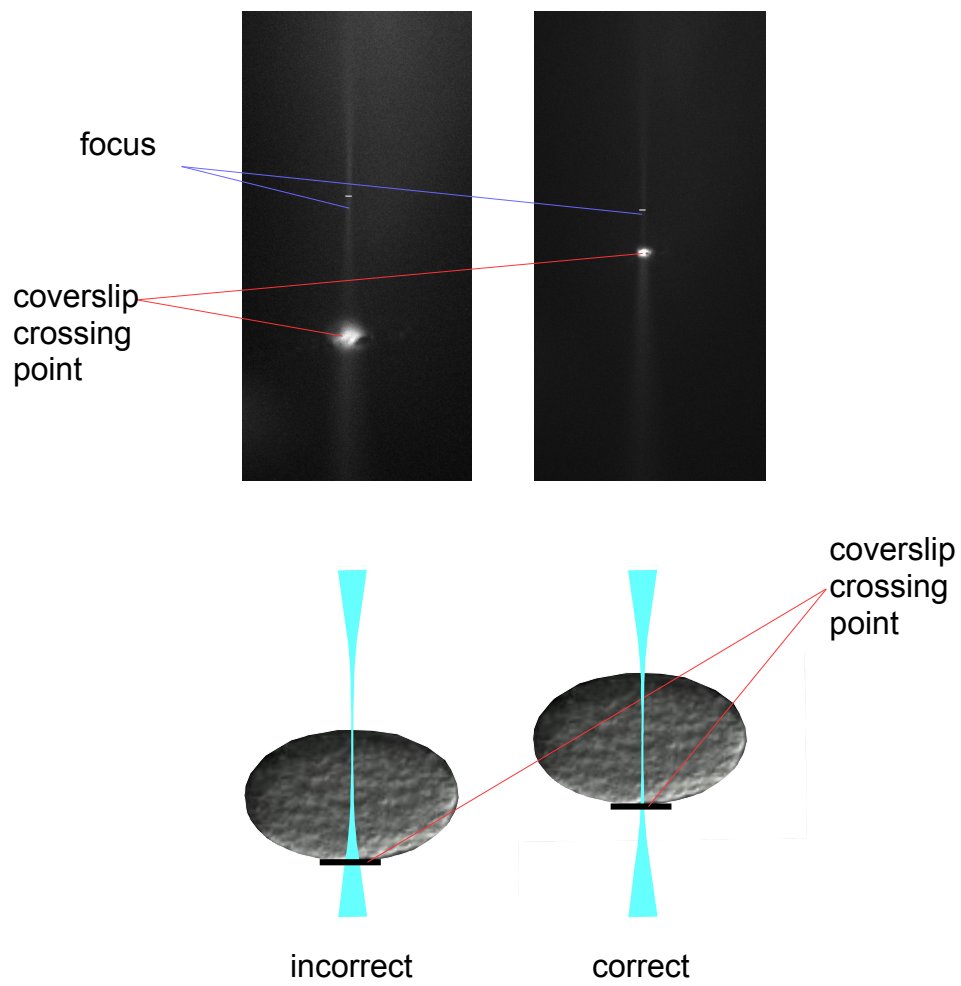 focus
coverslip
crossing
point
coverslip
crossing
point
incorrect
correct